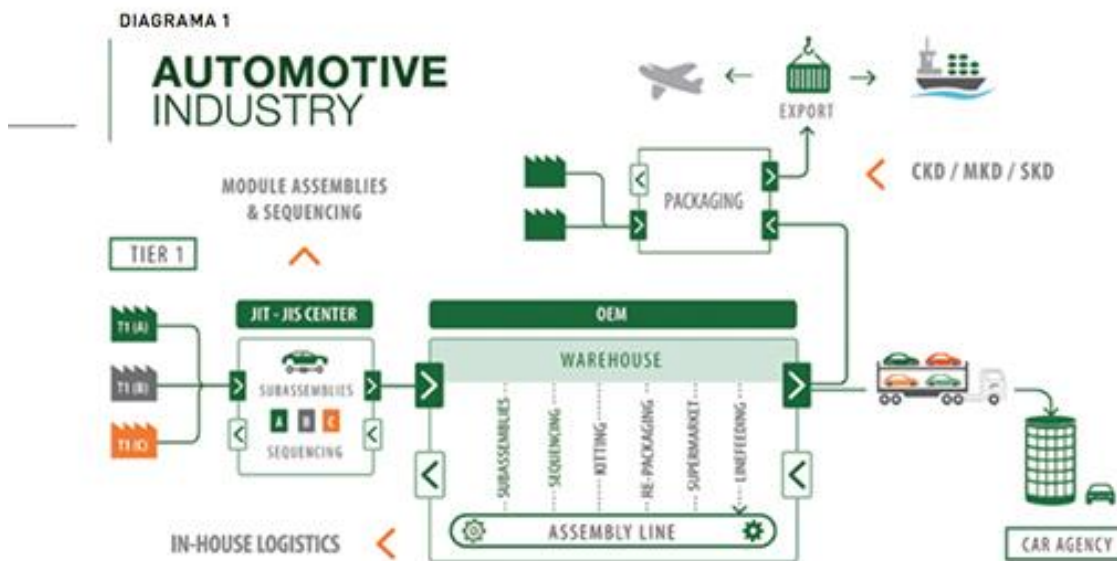 DIAGRAMA 1
AUTOMOTIVE
INDUSTRY
EXPORT
CKD / MKD / SKD
PACKAGING
MODULE ASSEMBLIES
& SEQUENCING
TIER 1
JIT - JIS CENTER
OEM
T1 (A)
T1 (B)
T1 (C)
SUBASSEMBLIES
A B C
SEQUENCING
WAREHOUSE
SUBASSEMBLIES
SEQUENCING
KITTING
RE-PACKAGING
SUPERMARKET
LINEFEEDING
ASSEMBLY LINE
IN-HOUSE LOGISTICS
CAR AGENCY